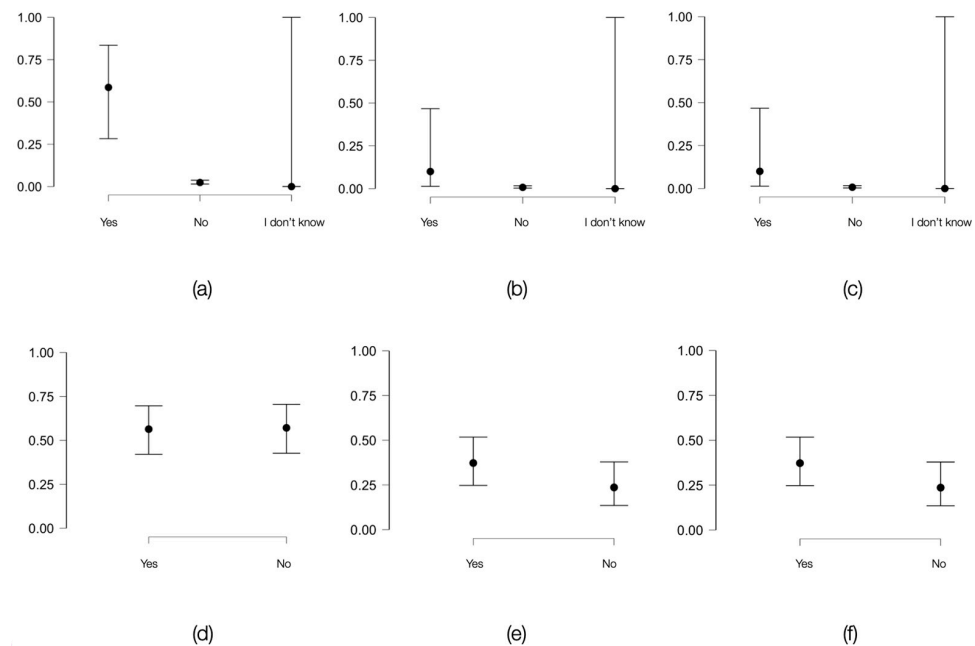 1.00 1.00 1.00
0.75 0.75 0.75
0.50 0.50 0.50
0.25 0.25 0.25
0.00 0.00 0.00
Yes No I don't know Yes No I don't know Yes No I don't know
(a) (b) (c)
1.00 1.00 1.00
0.75 0.75 0.75
0.50 0.50 0.50
0.25 0.25 0.25
0.00 0.00 0.00
Yes No Yes No Yes No
(d) (e) (f)